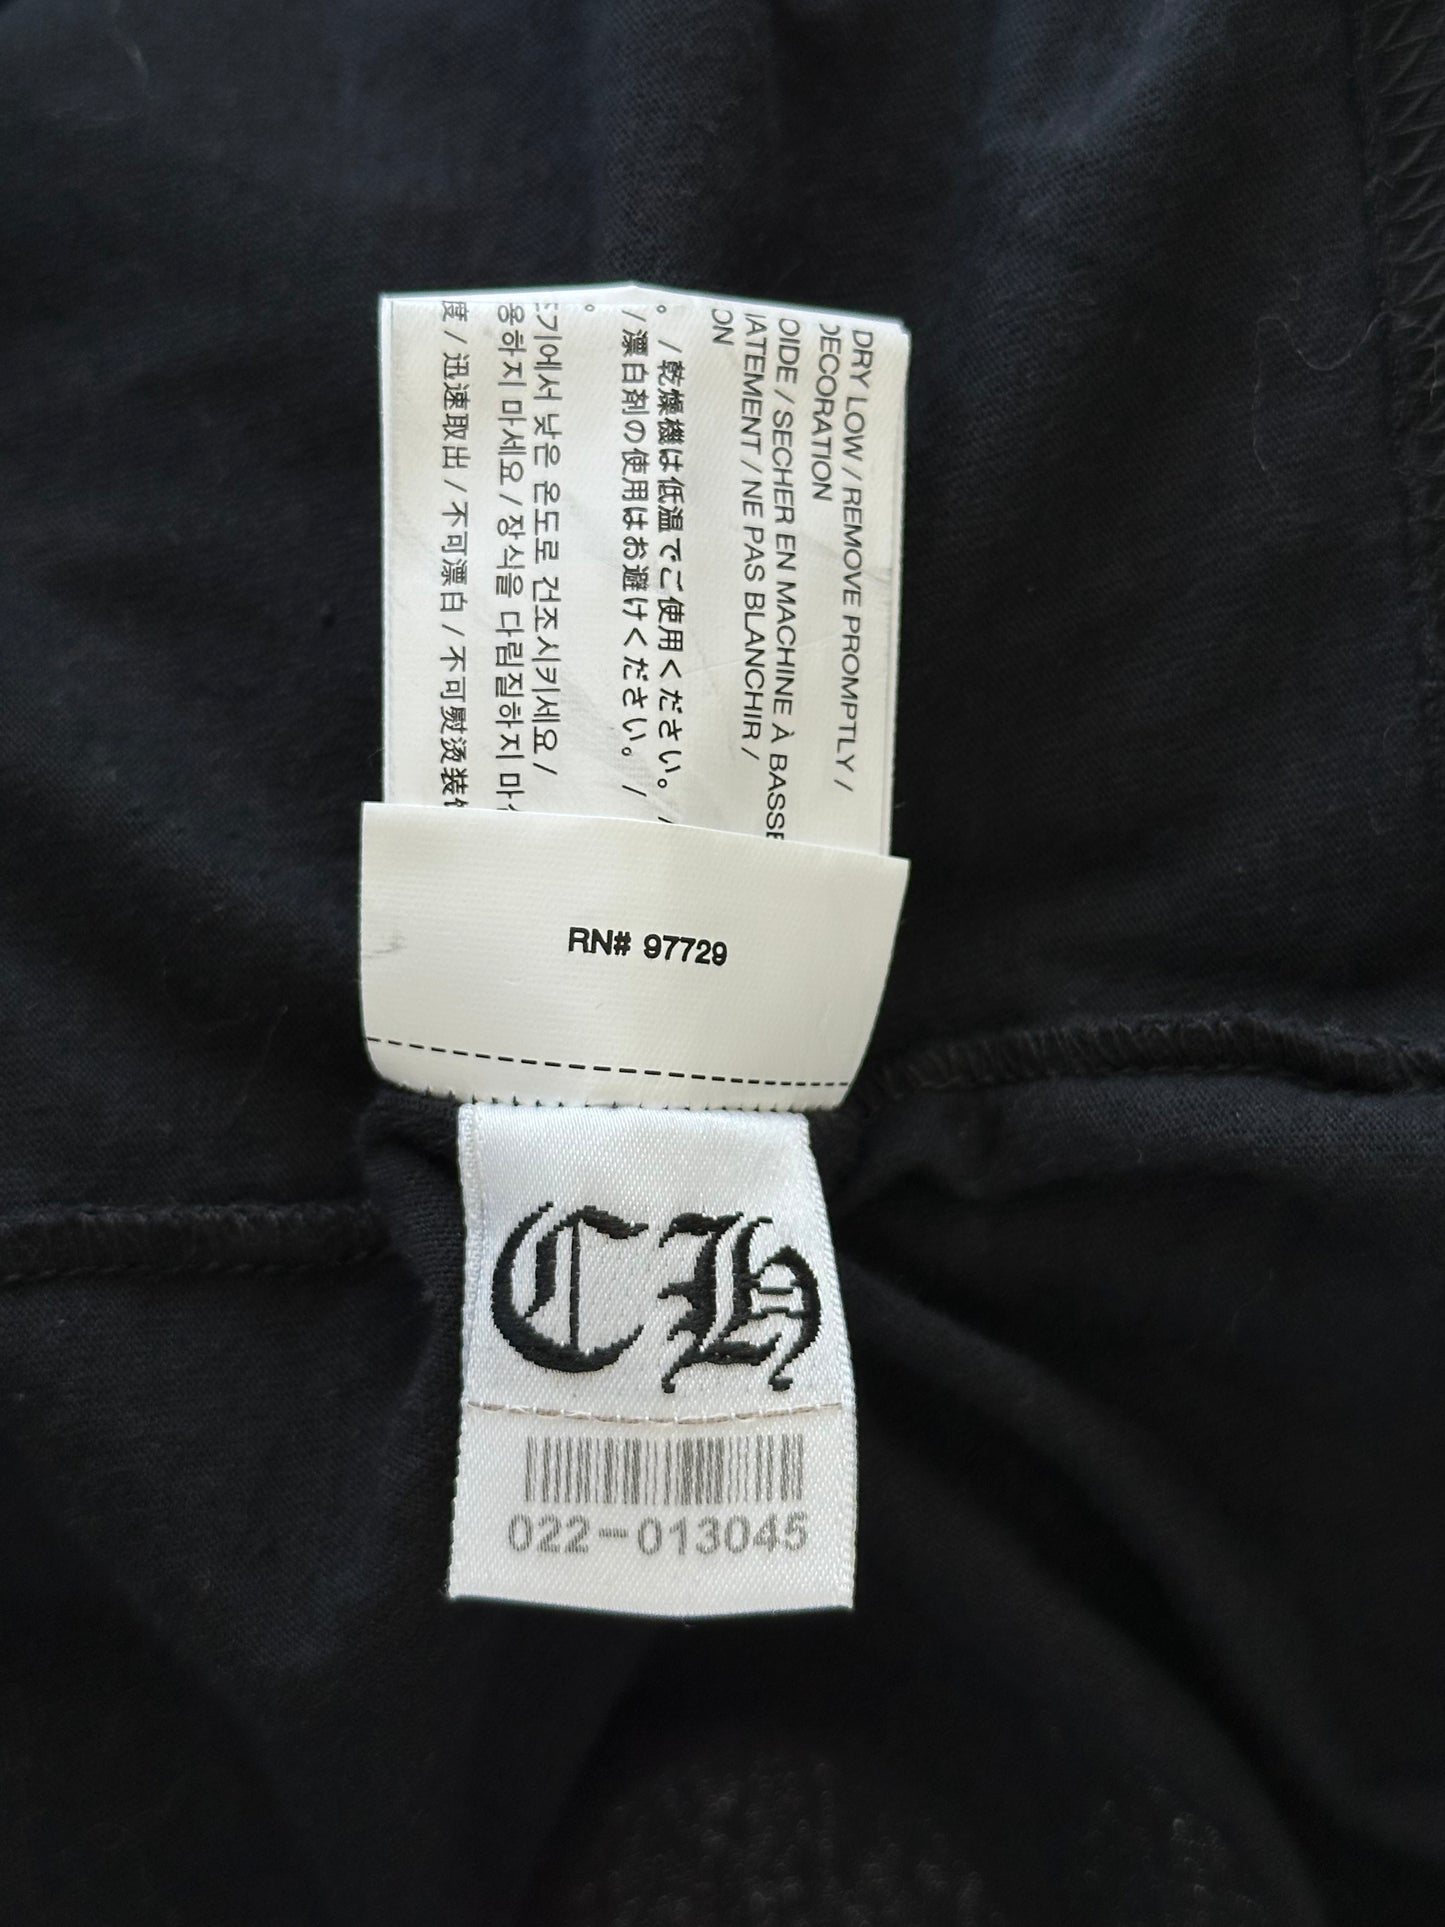 DRY LOW / REMOVE PROMPTLY /
DECORATION
OIDE / SECHER EN MACHINE À BASSE
IATEMENT / NE PAS BLANCHIR /
ON
。 / 乾燥機は低温でご使用ください。 /
/ 漂白剤の使用はお避けください。 /
。
기에서 낮은 온도로 건조시키세요 /
용하지 마세요 / 장식을 다림질하지 마
度 / 迅速取出 / 不可漂白 / 不可熨烫装
RN# 97729
CH
022-013045